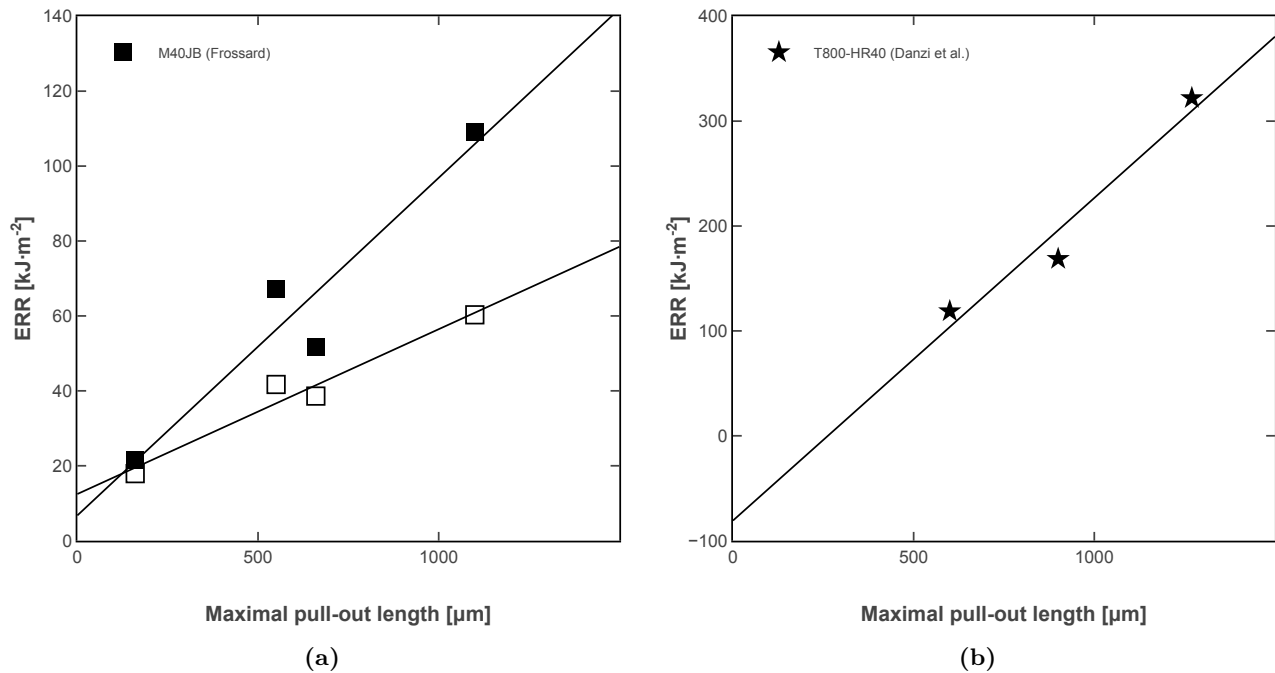 140
120
100
80
60
40
20
0
ERR [kJ·m⁻²]
M40JB (Frossard)
0 500 1000
Maximal pull-out length [µm]
(a)
400
300
200
100
0
−100
ERR [kJ·m⁻²]
T800-HR40 (Danzi et al.)
0 500 1000
Maximal pull-out length [µm]
(b)